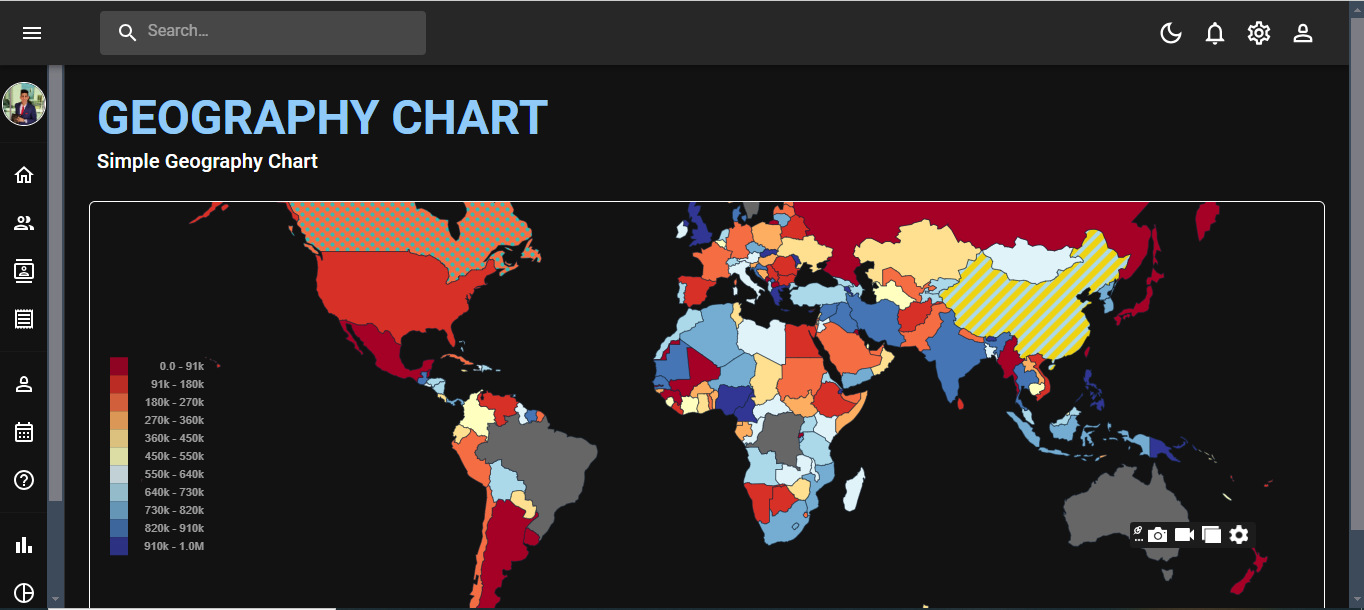 Search...
GEOGRAPHY CHART
Simple Geography Chart
0.0 - 91k
91k - 180k
180k - 270k
270k - 360k
360k - 450k
450k - 550k
550k - 640k
640k - 730k
730k - 820k
820k - 910k
910k - 1.0M